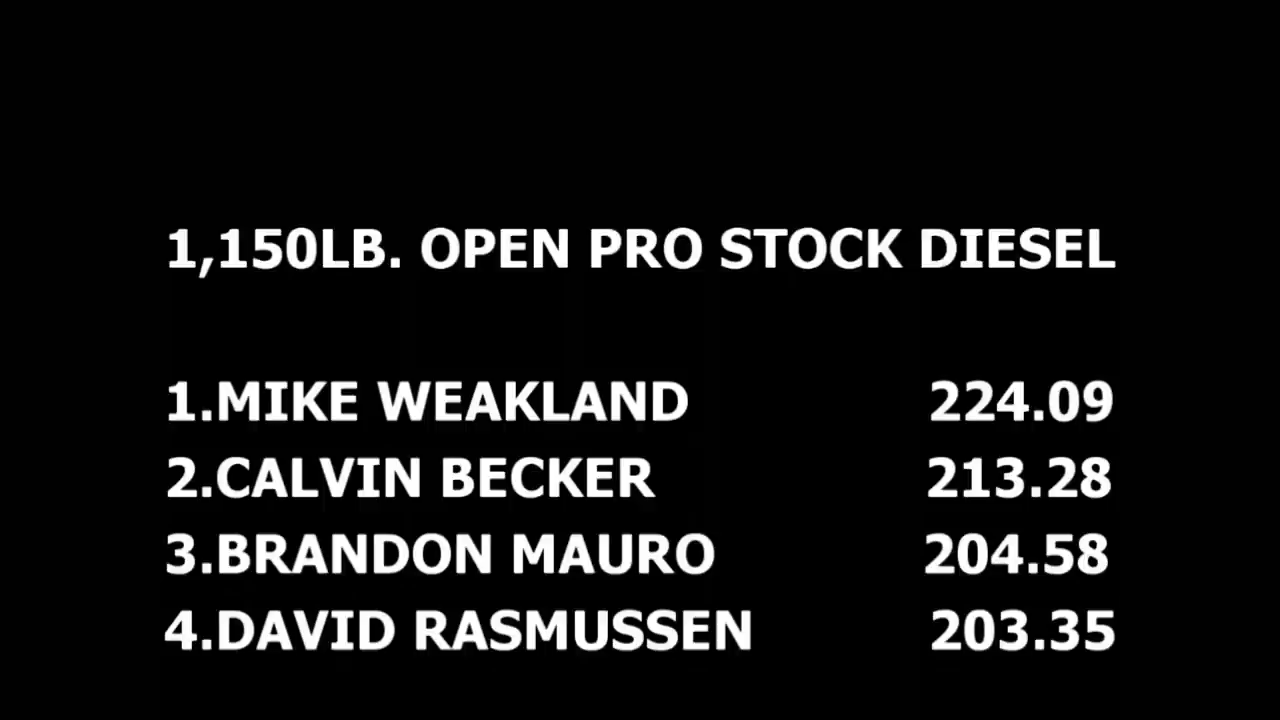 1,150LB. OPEN PRO STOCK DIESEL
1.MIKE WEAKLAND 224.09
2.CALVIN BECKER 213.28
3.BRANDON MAURO 204.58
4.DAVID RASMUSSEN 203.35